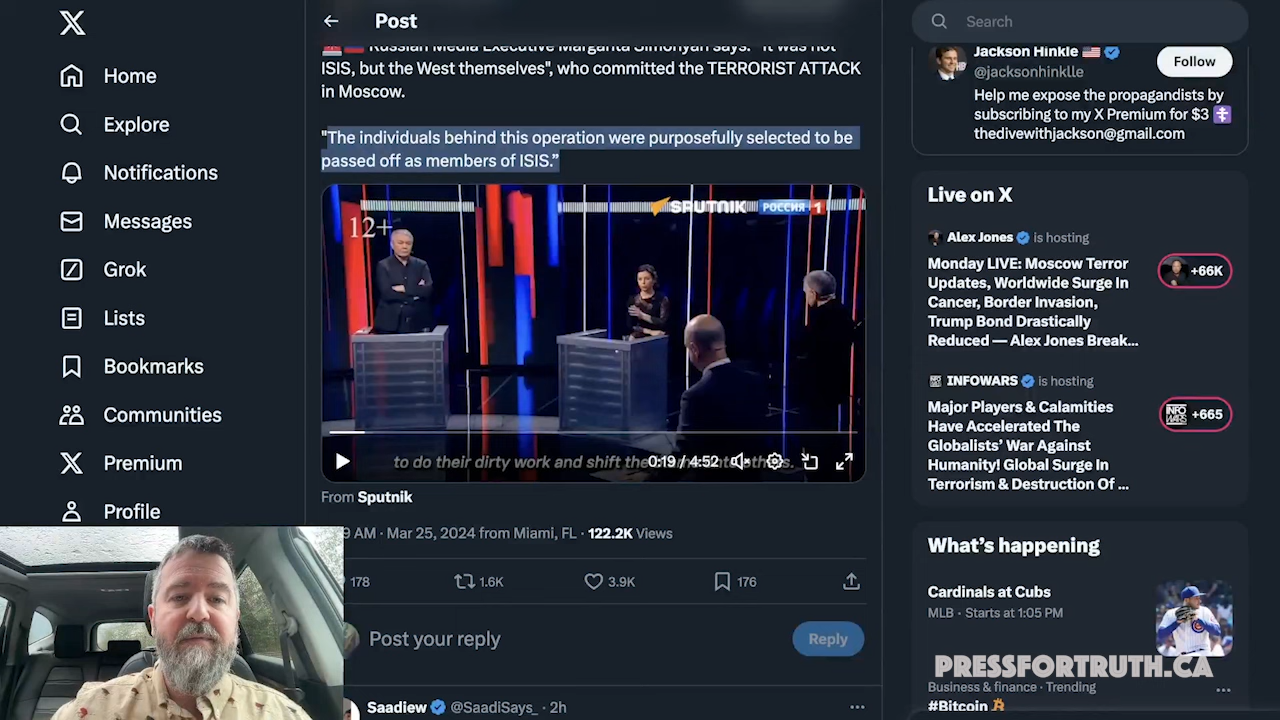 Home
Explore
Notifications
Messages
Grok
Lists
Bookmarks
Communities
Premium
Profile
Post
Russian Media Executive Margarita Simonyan says: "It was not
ISIS, but the West themselves", who committed the TERRORIST ATTACK
in Moscow.
"The individuals behind this operation were purposefully selected to be
passed off as members of ISIS."
12+
SPUTNIK
РОССИЯ 1
to do their dirty work and shift the
0:19 / 4:52
From Sputnik
9 AM · Mar 25, 2024 from Miami, FL · 122.2K Views
178
1.6K
3.9K
176
Post your reply
Reply
Saadiew @SaadiSays_ · 2h
Search
Jackson Hinkle
@jacksonhinklle
Follow
Help me expose the propagandists by
subscribing to my X Premium for $3
thedivewithjackson@gmail.com
Live on X
Alex Jones is hosting
Monday LIVE: Moscow Terror
Updates, Worldwide Surge In
Cancer, Border Invasion,
Trump Bond Drastically
Reduced — Alex Jones Break...
+66K
INFOWARS is hosting
Major Players & Calamities
Have Accelerated The
Globalists' War Against
Humanity! Global Surge In
Terrorism & Destruction Of ...
INFO
WARS
+665
What's happening
Cardinals at Cubs
MLB · Starts at 1:05 PM
PRESSFORTRUTH.CA
Business & finance · Trending
#Bitcoin